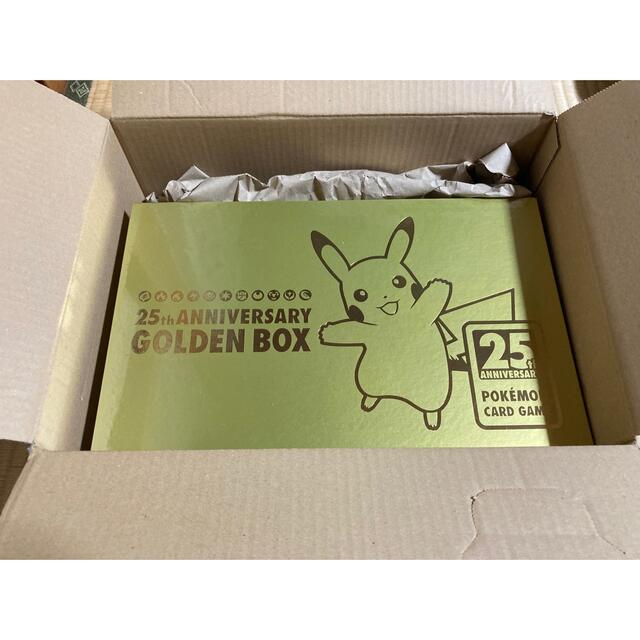 25th ANNIVERSARY
GOLDEN BOX
25th
ANNIVERSARY
POKÉMON
CARD GAME